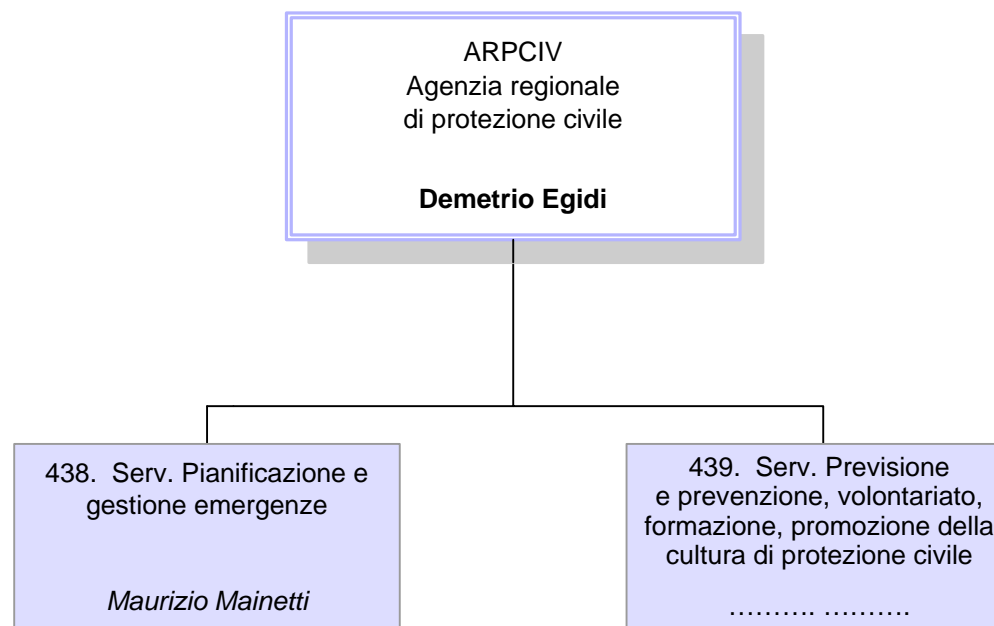 ARPCIV
Agenzia regionale
di protezione civile
Demetrio Egidi
438. Serv. Pianificazione e
gestione emergenze
Maurizio Mainetti
439. Serv. Previsione
e prevenzione, volontariato,
formazione, promozione della
cultura di protezione civile
………. ……….